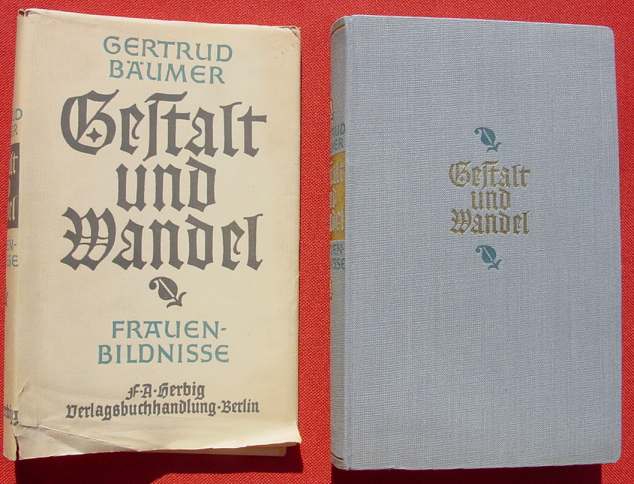 GERTRUD
BÄUMER
Geſtalt
und
Wandel
FRAUEN-
BILDNISSE
F·A·Herbig
Verlagsbuchhandlung·Berlin
Geſtalt
und
Wandel